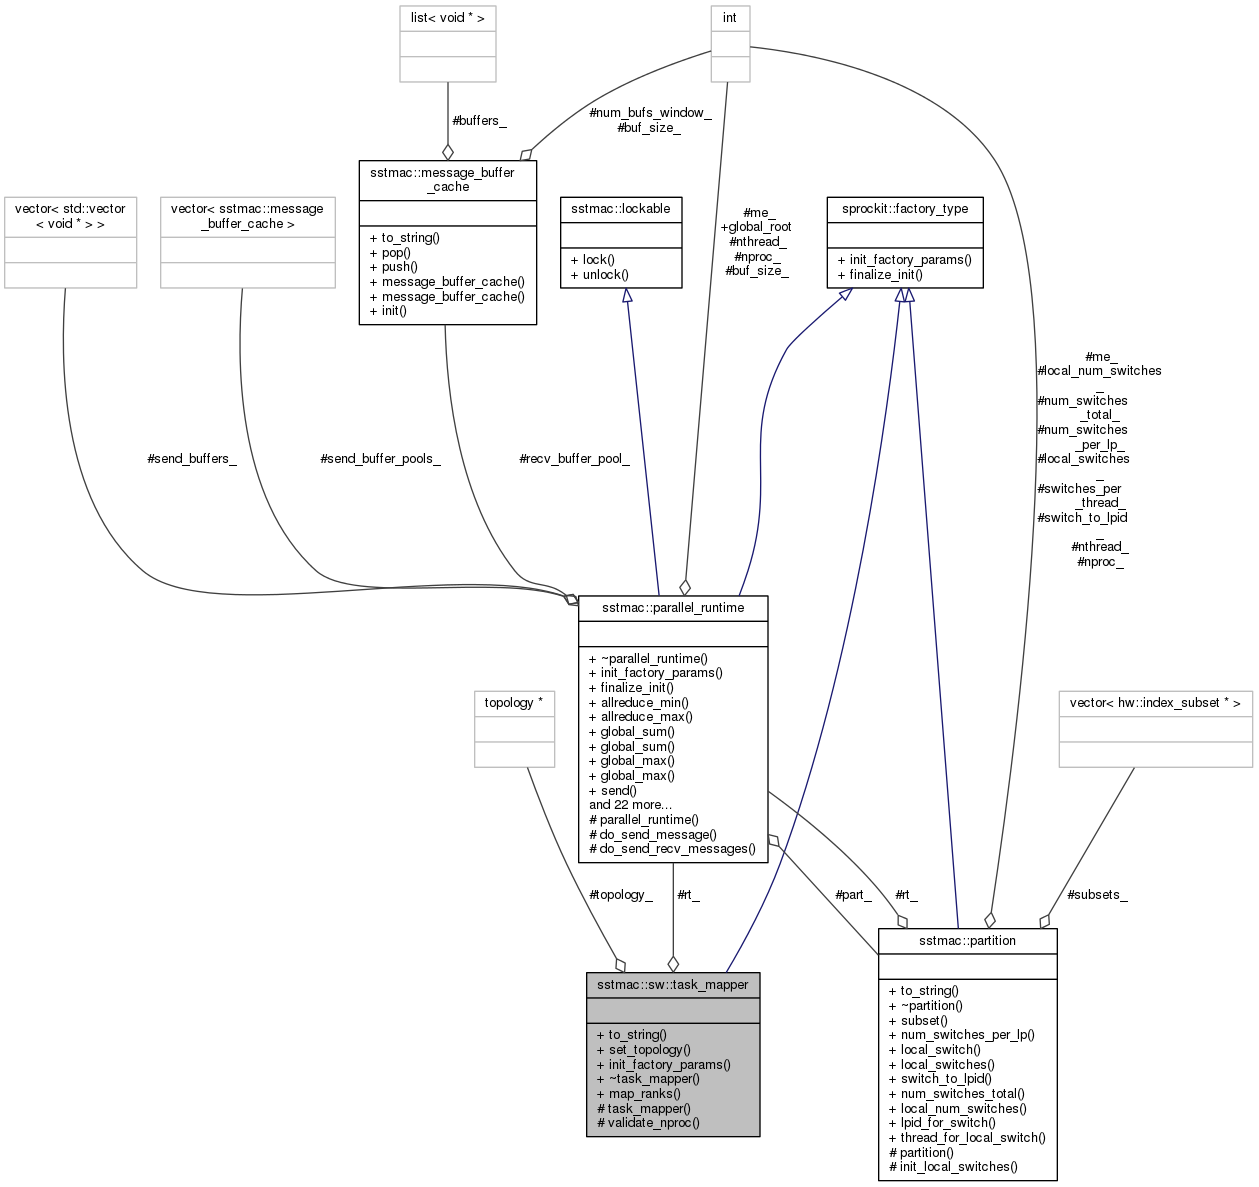 list< void * >
int
#buffers_
#num_bufs_window_
#buf_size_
sstmac::message_buffer
_cache
+ to_string()
+ pop()
+ push()
+ message_buffer_cache()
+ message_buffer_cache()
+ init()
vector< std::vector
< void * > >
vector< sstmac::message
_buffer_cache >
sstmac::lockable
+ lock()
+ unlock()
#me_
+global_root
#nthread_
#nproc_
#buf_size_
sprockit::factory_type
+ init_factory_params()
+ finalize_init()
#me_
#local_num_switches
_
#num_switches
_total_
#num_switches
_per_lp_
#local_switches
_
#switches_per
_thread_
#switch_to_lpid
_
#nthread_
#nproc_
#send_buffers_
#send_buffer_pools_
#recv_buffer_pool_
sstmac::parallel_runtime
+ ~parallel_runtime()
+ init_factory_params()
+ finalize_init()
+ allreduce_min()
+ allreduce_max()
+ global_sum()
+ global_sum()
+ global_max()
+ global_max()
+ send()
and 22 more...
# parallel_runtime()
# do_send_message()
# do_send_recv_messages()
topology *
vector< hw::index_subset * >
#topology_
#rt_
#part_
#rt_
#subsets_
sstmac::sw::task_mapper
+ to_string()
+ set_topology()
+ init_factory_params()
+ ~task_mapper()
+ map_ranks()
# task_mapper()
# validate_nproc()
sstmac::partition
+ to_string()
+ ~partition()
+ subset()
+ num_switches_per_lp()
+ local_switch()
+ local_switches()
+ switch_to_lpid()
+ num_switches_total()
+ local_num_switches()
+ lpid_for_switch()
+ thread_for_local_switch()
# partition()
# init_local_switches()